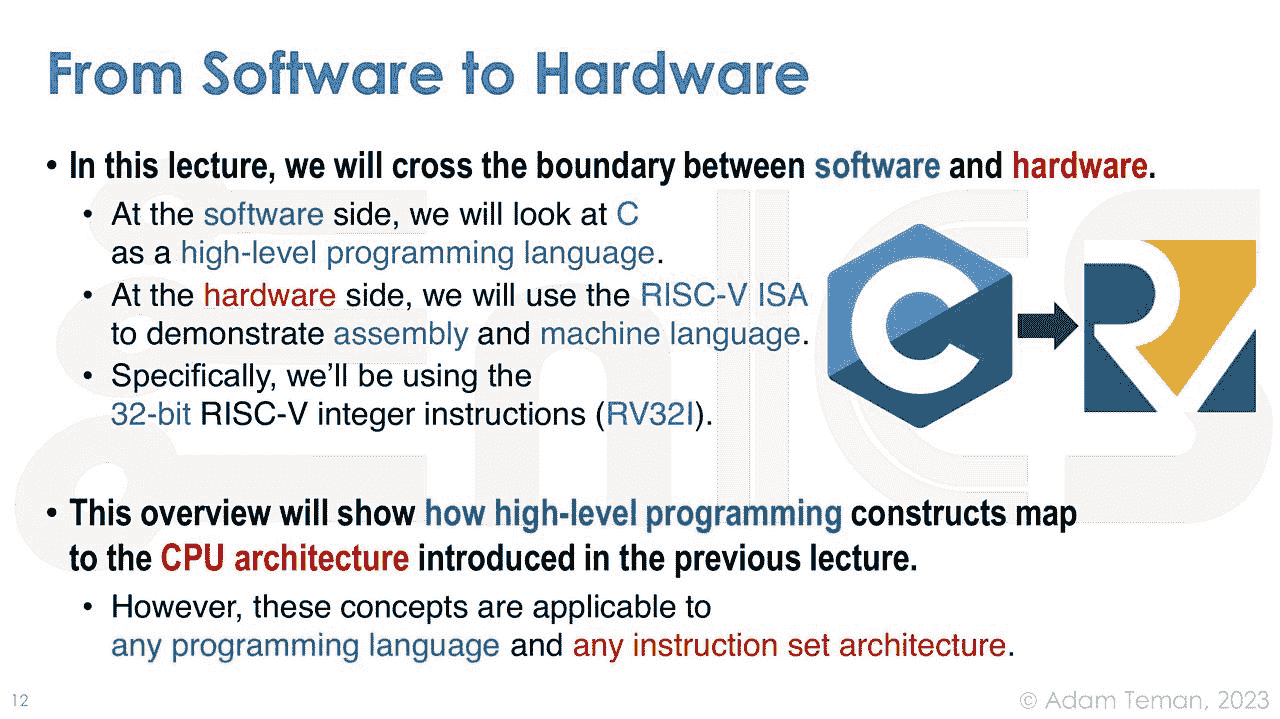 From Software to Hardware
• In this lecture, we will cross the boundary between software and hardware.
• At the software side, we will look at C
as a high-level programming language.
• At the hardware side, we will use the RISC-V ISA
to demonstrate assembly and machine language.
• Specifically, we’ll be using the
32-bit RISC-V integer instructions (RV32I).
• This overview will show how high-level programming constructs map
to the CPU architecture introduced in the previous lecture.
• However, these concepts are applicable to
any programming language and any instruction set architecture.
C
RV
EnICS
12
© Adam Teman, 2023